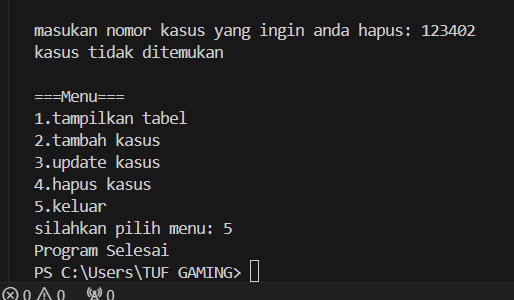 masukan nomor kasus yang ingin anda hapus: 123402
kasus tidak ditemukan
===Menu===
1.tampilkan tabel
2.tambah kasus
3.update kasus
4.hapus kasus
5.keluar
silahkan pilih menu: 5
Program Selesai
PS C:\Users\TUF GAMING>
0 0 0